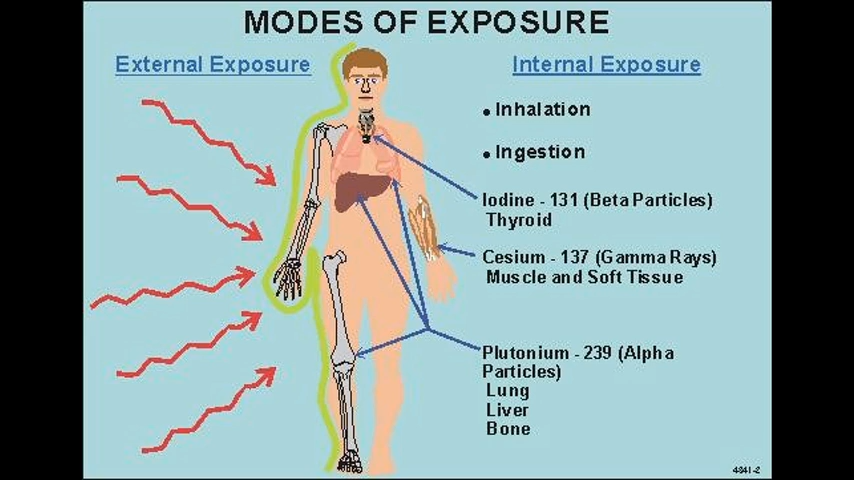 MODES OF EXPOSURE
External Exposure
Internal Exposure
• Inhalation
• Ingestion
Iodine - 131 (Beta Particles)
Thyroid
Cesium - 137 (Gamma Rays)
Muscle and Soft Tissue
Plutonium - 239 (Alpha
Particles)
Lung
Liver
Bone
4841-2